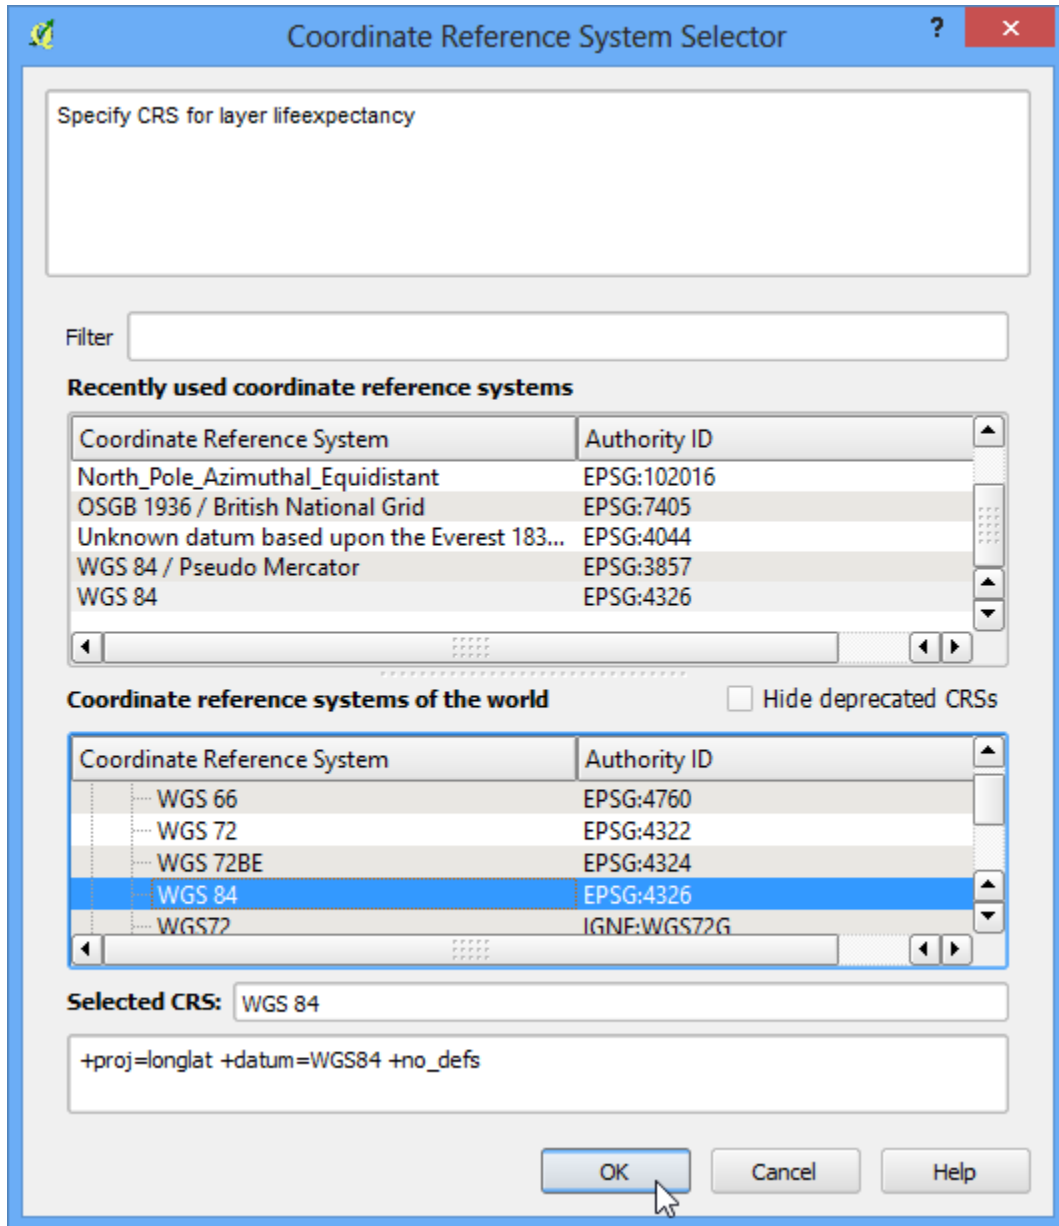 Coordinate Reference System Selector ? ×
Specify CRS for layer lifeexpectancy
Filter
Recently used coordinate reference systems
Coordinate Reference System Authority ID
North_Pole_Azimuthal_Equidistant EPSG:102016
OSGB 1936 / British National Grid EPSG:7405
Unknown datum based upon the Everest 183... EPSG:4044
WGS 84 / Pseudo Mercator EPSG:3857
WGS 84 EPSG:4326
Coordinate reference systems of the world Hide deprecated CRSs
Coordinate Reference System Authority ID
WGS 66 EPSG:4760
WGS 72 EPSG:4322
WGS 72BE EPSG:4324
WGS 84 EPSG:4326
WGS72 IGNF:WGS72G
Selected CRS: WGS 84
+proj=longlat +datum=WGS84 +no_defs
OK Cancel Help